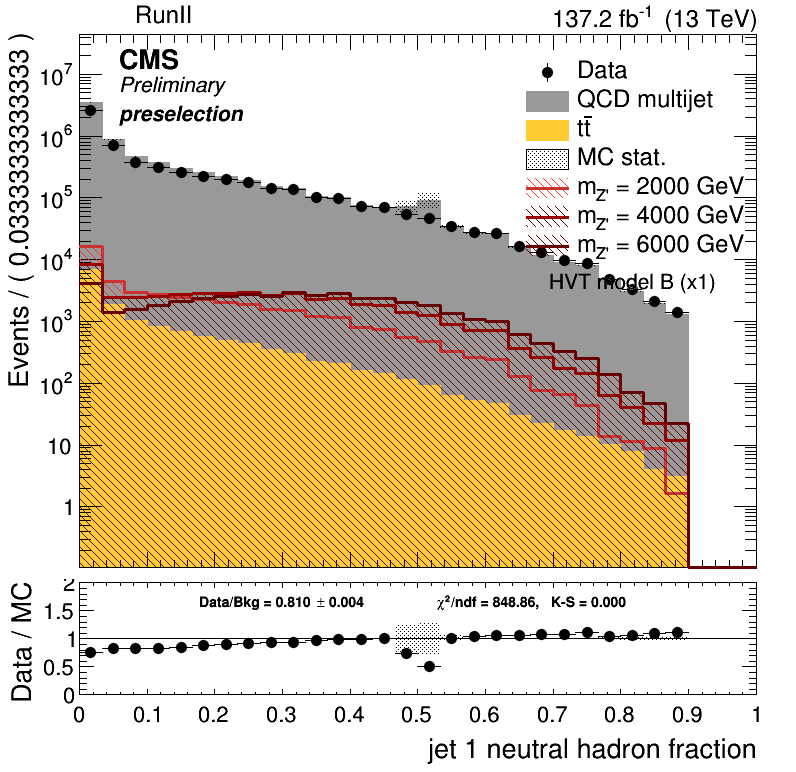 RunII 137.2 fb⁻¹ (13 TeV)
CMS
Preliminary
preselection
Data
QCD multijet
tt̄
MC stat.
m_Z' = 2000 GeV
m_Z' = 4000 GeV
m_Z' = 6000 GeV
HVT model B (x1)
Events / ( 0.0333333333333333 )
10⁷
10⁶
10⁵
10⁴
10³
10²
10
1
Data / MC
2
1.5
1
0.5
0
Data/Bkg = 0.810 ± 0.004 χ²/ndf = 848.86, K-S = 0.000
0 0.1 0.2 0.3 0.4 0.5 0.6 0.7 0.8 0.9 1
jet 1 neutral hadron fraction